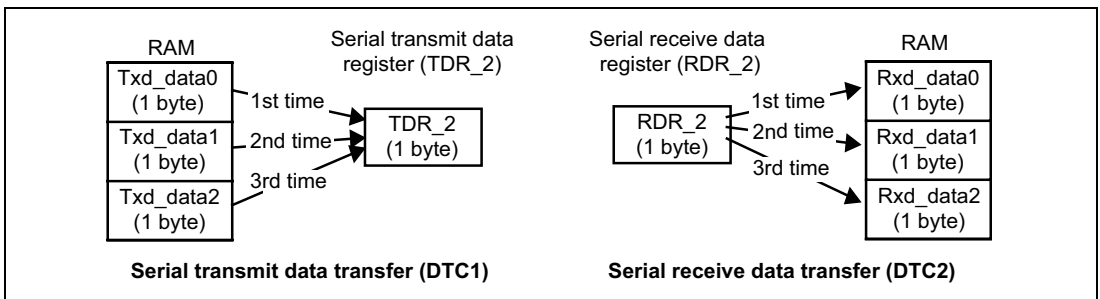 RAM
Txd_data0
(1 byte)
Txd_data1
(1 byte)
Txd_data2
(1 byte)
1st time
2nd time
3rd time
Serial transmit data
register (TDR_2)
TDR_2
(1 byte)
Serial transmit data transfer (DTC1)
Serial receive data
register (RDR_2)
RDR_2
(1 byte)
1st time
2nd time
3rd time
RAM
Rxd_data0
(1 byte)
Rxd_data1
(1 byte)
Rxd_data2
(1 byte)
Serial receive data transfer (DTC2)